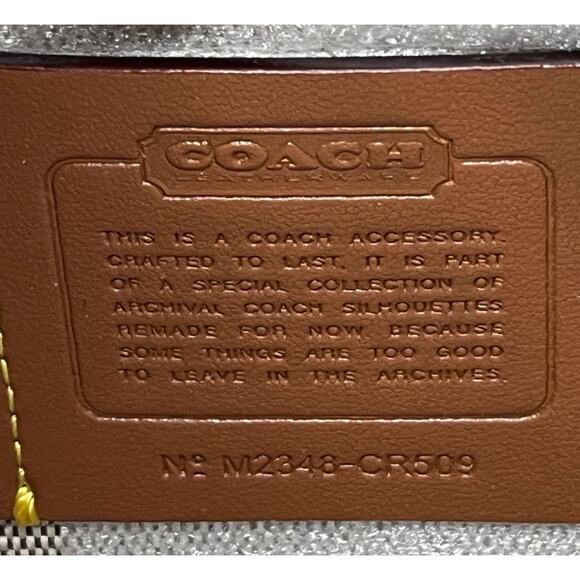 COACH
LEATHERWARE
THIS IS A COACH ACCESSORY.
CRAFTED TO LAST, IT IS PART
OF A SPECIAL COLLECTION OF
ARCHIVAL COACH SILHOUETTES
REMADE FOR NOW, BECAUSE
SOME THINGS ARE TOO GOOD
TO LEAVE IN THE ARCHIVES.
Nº M2348-CR509